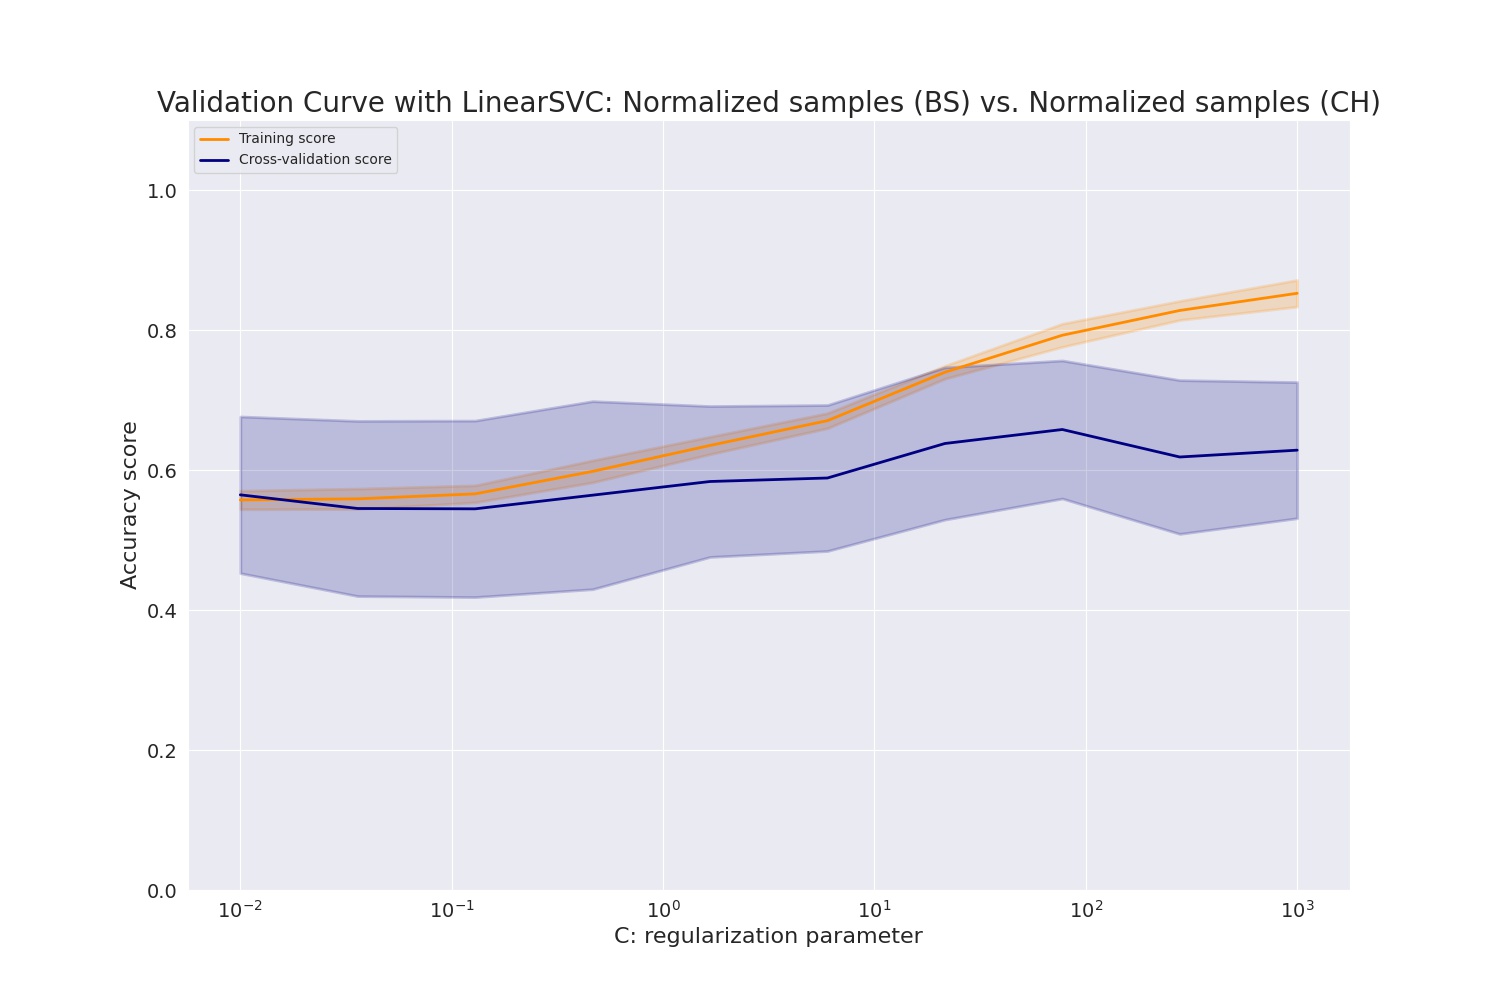 Validation Curve with LinearSVC: Normalized samples (BS) vs. Normalized samples (CH)
Training score
Cross-validation score
1.0
0.8
0.6
0.4
0.2
0.0
Accuracy score
10⁻² 10⁻¹ 10⁰ 10¹ 10² 10³
C: regularization parameter